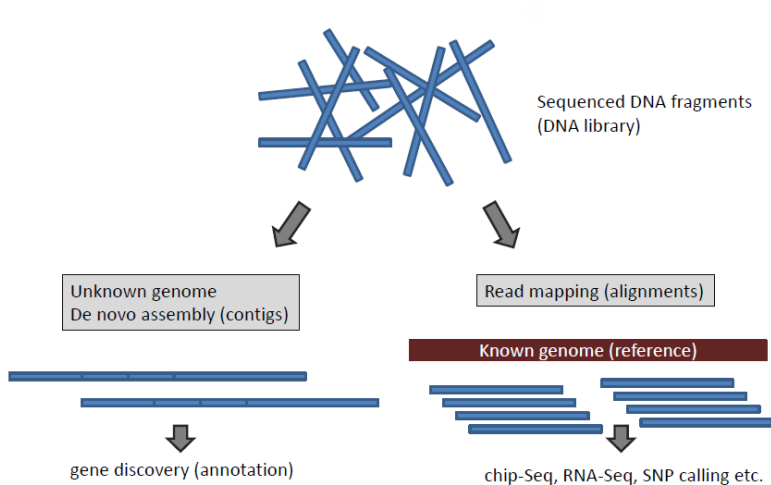 Sequenced DNA fragments
(DNA library)
Unknown genome
De novo assembly (contigs)
Read mapping (alignments)
Known genome (reference)
gene discovery (annotation)
chip-Seq, RNA-Seq, SNP calling etc.